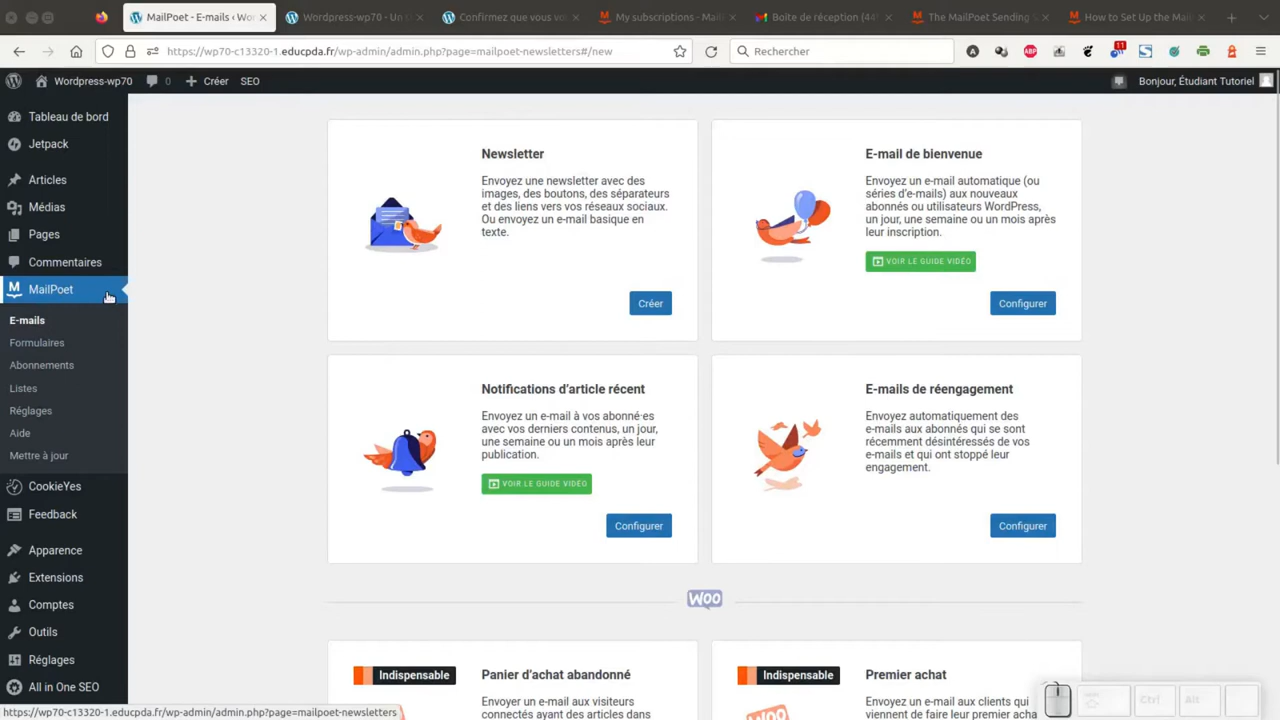 MailPoet - E-mails ‹ Wor
Wordpress-wp70 - Un
Confirmez que vous vo
My subscriptions - Mail
Boîte de réception (44
The MailPoet Sending
How to Set Up the Mail
https://wp70-c13320-1.educpda.fr/wp-admin/admin.php?page=mailpoet-newsletters#/new
Rechercher
ABP
11
Wordpress-wp70
0
Créer
SEO
Bonjour, Étudiant Tutoriel
Tableau de bord
Jetpack
Articles
Médias
Pages
Commentaires
MailPoet
E-mails
Formulaires
Abonnements
Listes
Réglages
Aide
Mettre à jour
CookieYes
Feedback
Apparence
Extensions
Comptes
Outils
Réglages
All in One SEO
Newsletter
Envoyez une newsletter avec des
images, des boutons, des séparateurs
et des liens vers vos réseaux sociaux.
Ou envoyez un e-mail basique en
texte.
Créer
E-mail de bienvenue
Envoyez un e-mail automatique (ou
séries d'e-mails) aux nouveaux
abonnés ou utilisateurs WordPress,
un jour, une semaine ou un mois après
leur inscription.
VOIR LE GUIDE VIDÉO
Configurer
Notifications d'article récent
Envoyez un e-mail à vos abonné·es
avec vos derniers contenus, un jour,
une semaine ou un mois après leur
publication.
VOIR LE GUIDE VIDÉO
Configurer
E-mails de réengagement
Envoyez automatiquement des
e-mails aux abonnés qui se sont
récemment désintéressés de vos
e-mails et qui ont stoppé leur
engagement.
Configurer
WOO
Indispensable
Panier d'achat abandonné
Envoyer un e-mail aux visiteurs
connectés ayant des articles dans
Indispensable
Premier achat
Envoyez un e-mail aux clients qui
viennent de faire leur premier acha
WOO
https://wp70-c13320-1.educpda.fr/wp-admin/admin.php?page=mailpoet-newsletters
Ctrl
Alt